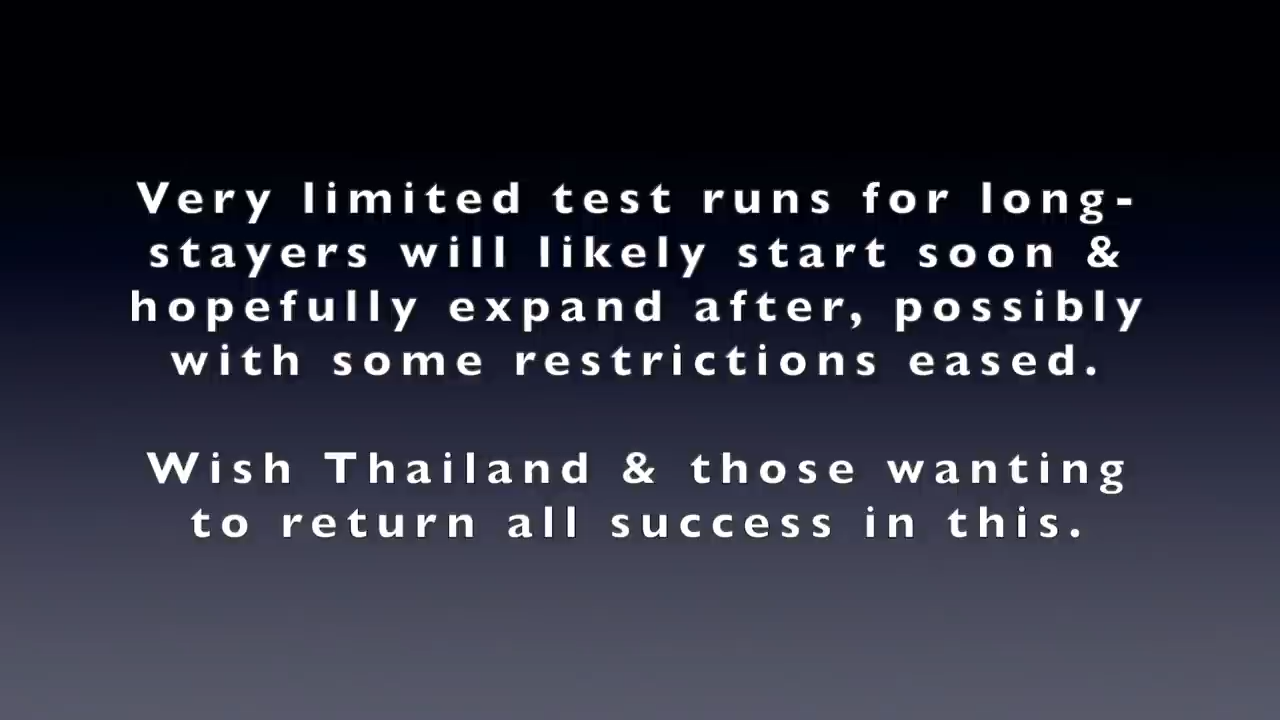 Very limited test runs for long-
stayers will likely start soon &
hopefully expand after, possibly
with some restrictions eased.
Wish Thailand & those wanting
to return all success in this.